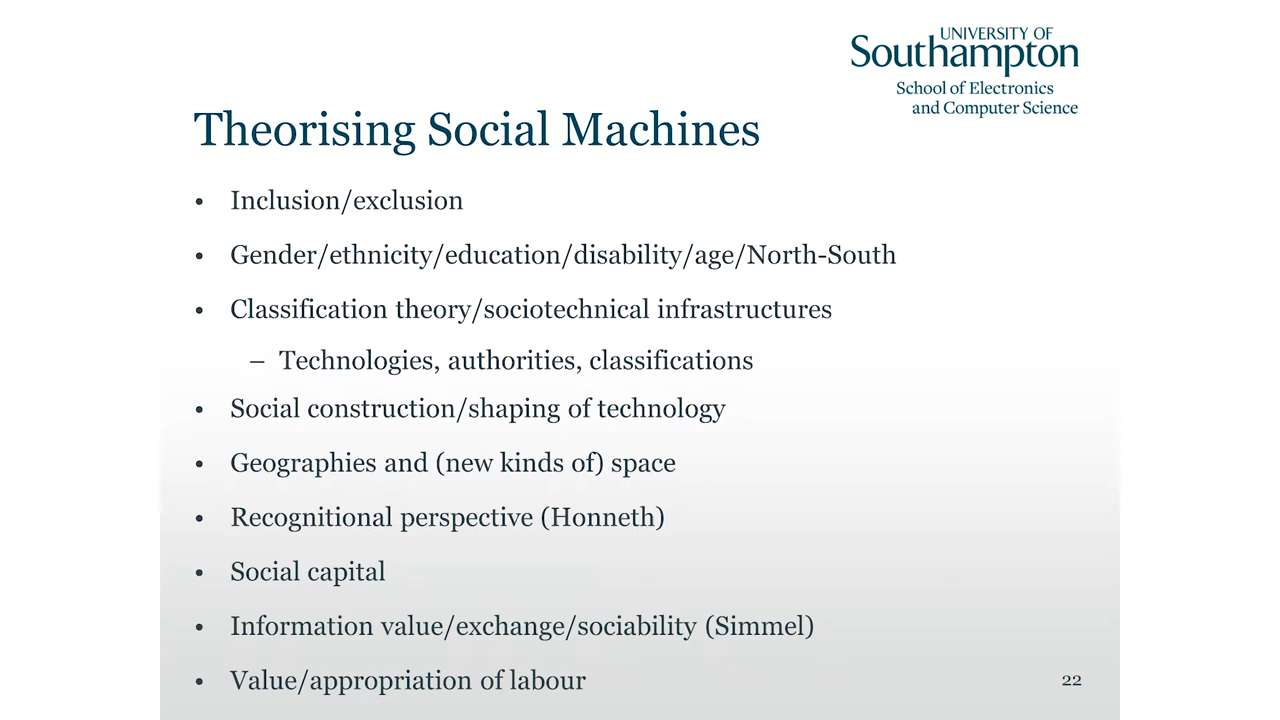 UNIVERSITY OF
Southampton
School of Electronics
and Computer Science
Theorising Social Machines
• Inclusion/exclusion
• Gender/ethnicity/education/disability/age/North-South
• Classification theory/sociotechnical infrastructures
– Technologies, authorities, classifications
• Social construction/shaping of technology
• Geographies and (new kinds of) space
• Recognitional perspective (Honneth)
• Social capital
• Information value/exchange/sociability (Simmel)
• Value/appropriation of labour
22